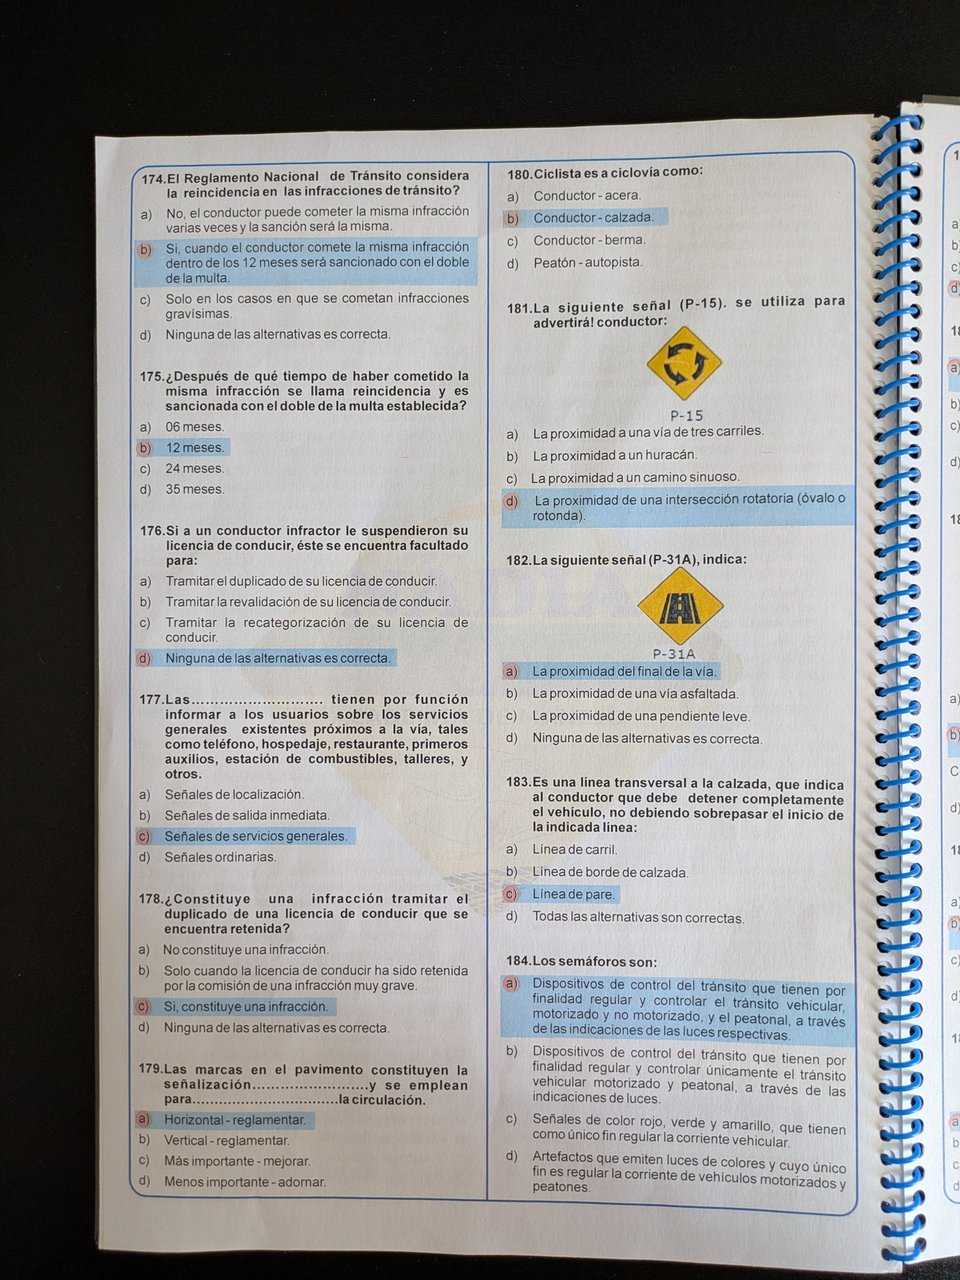 174.El Reglamento Nacional de Tránsito considera
la reincidencia en las infracciones de tránsito?
a) No, el conductor puede cometer la misma infracción
varias veces y la sanción será la misma.
b) Si, cuando el conductor comete la misma infracción
dentro de los 12 meses será sancionado con el doble
de la multa.
c) Solo en los casos en que se cometan infracciones
gravísimas.
d) Ninguna de las alternativas es correcta.
175.¿Después de qué tiempo de haber cometido la
misma infracción se llama reincidencia y es
sancionada con el doble de la multa establecida?
a) 06 meses.
b) 12 meses.
c) 24 meses.
d) 35 meses.
176.Si a un conductor infractor le suspendieron su
licencia de conducir, éste se encuentra facultado
para:
a) Tramitar el duplicado de su licencia de conducir.
b) Tramitar la revalidación de su licencia de conducir.
c) Tramitar la recategorización de su licencia de
conducir.
d) Ninguna de las alternativas es correcta.
177.Las........................... tienen por función
informar a los usuarios sobre los servicios
generales existentes próximos a la vía, tales
como teléfono, hospedaje, restaurante, primeros
auxilios, estación de combustibles, talleres, y
otros.
a) Señales de localización.
b) Señales de salida inmediata.
c) Señales de servicios generales.
d) Señales ordinarias.
178.¿Constituye una infracción tramitar el
duplicado de una licencia de conducir que se
encuentra retenida?
a) No constituye una infracción.
b) Solo cuando la licencia de conducir ha sido retenida
por la comisión de una infracción muy grave.
c) Si, constituye una infracción.
d) Ninguna de las alternativas es correcta.
179.Las marcas en el pavimento constituyen la
señalización.........................y se emplean
para................................la circulación.
a) Horizontal - reglamentar.
b) Vertical - reglamentar.
c) Más importante - mejorar.
d) Menos importante - adornar.
180.Ciclista es a ciclovía como:
a) Conductor - acera.
b) Conductor - calzada.
c) Conductor - berma.
d) Peatón - autopista.
181.La siguiente señal (P-15). se utiliza para
advertirá! conductor:
P-15
a) La proximidad a una vía de tres carriles.
b) La proximidad a un huracán.
c) La proximidad a un camino sinuoso.
d) La proximidad de una intersección rotatoria (óvalo o
rotonda).
182.La siguiente señal (P-31A), indica:
P-31A
a) La proximidad del final de la vía.
b) La proximidad de una vía asfaltada.
c) La proximidad de una pendiente leve.
d) Ninguna de las alternativas es correcta.
183.Es una línea transversal a la calzada, que indica
al conductor que debe detener completamente
el vehículo, no debiendo sobrepasar el inicio de
la indicada línea:
a) Línea de carril.
b) Línea de borde de calzada.
c) Línea de pare.
d) Todas las alternativas son correctas.
184.Los semáforos son:
a) Dispositivos de control del tránsito que tienen por
finalidad regular y controlar el tránsito vehicular,
motorizado y no motorizado, y el peatonal, a través
de las indicaciones de las luces respectivas.
b) Dispositivos de control del tránsito que tienen por
finalidad regular y controlar únicamente el tránsito
vehicular motorizado y peatonal, a través de las
indicaciones de luces.
c) Señales de color rojo, verde y amarillo, que tienen
como único fin regular la corriente vehicular.
d) Artefactos que emiten luces de colores y cuyo único
fin es regular la corriente de vehículos motorizados y
peatones.